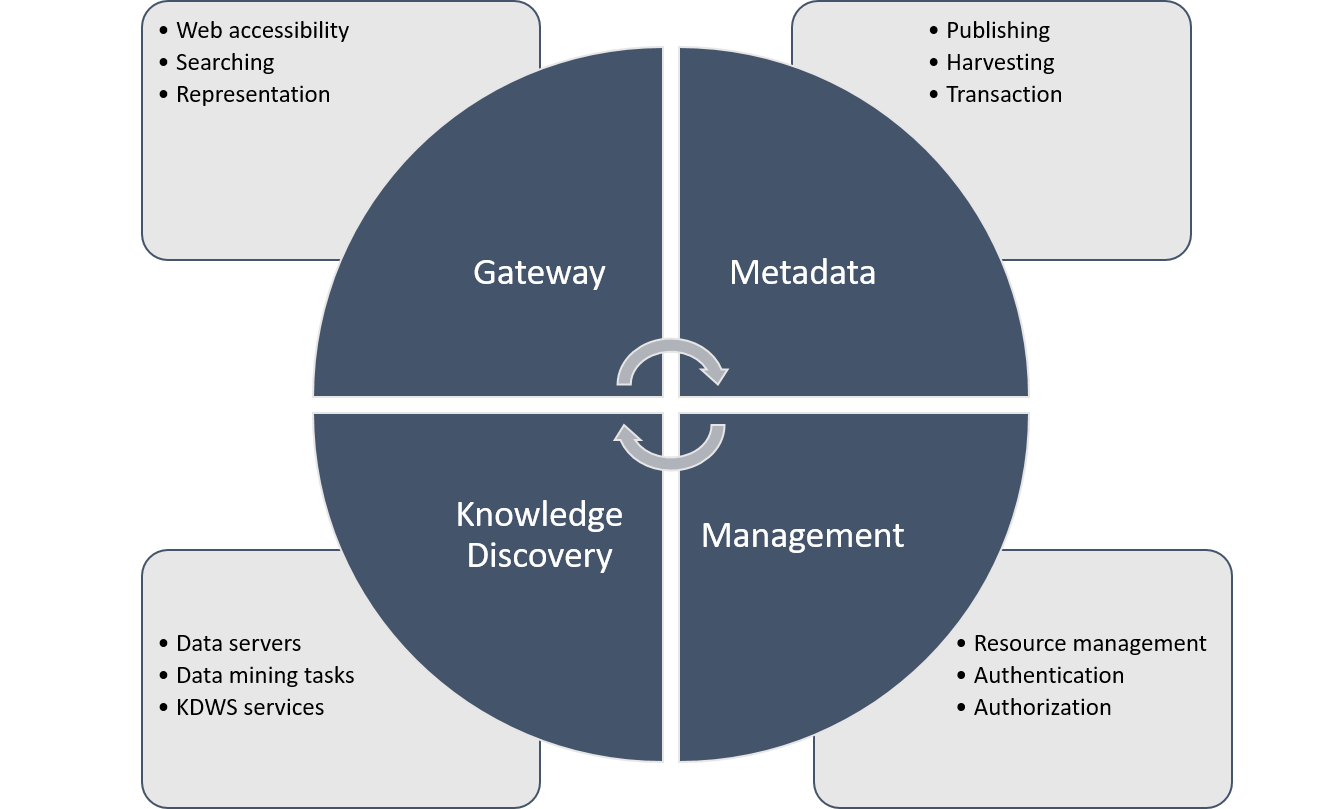 • Web accessibility
• Searching
• Representation
• Publishing
• Harvesting
• Transaction
Gateway
Metadata
Knowledge
Discovery
Management
• Data servers
• Data mining tasks
• KDWS services
• Resource management
• Authentication
• Authorization